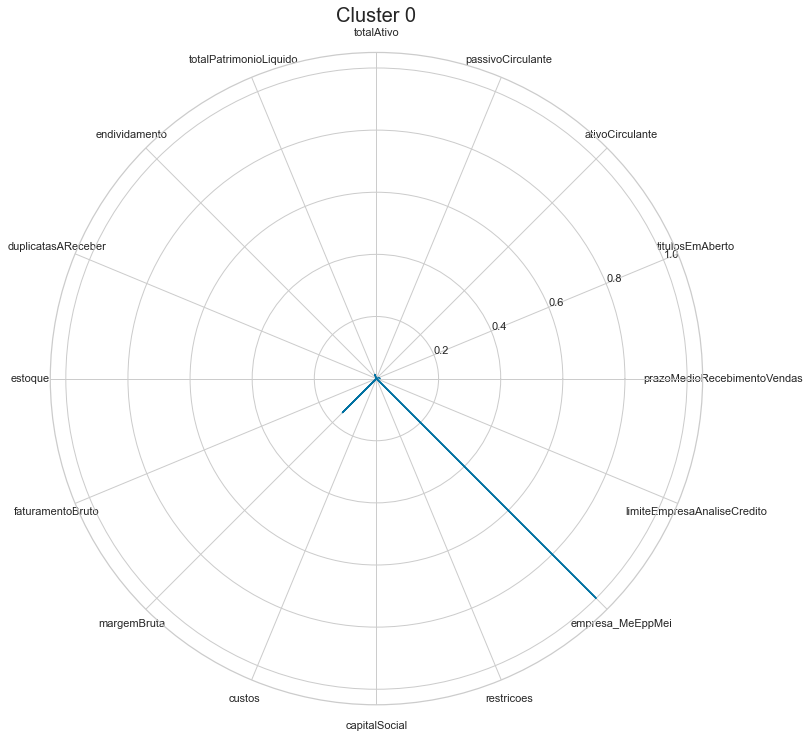 Cluster 0
totalAtivo
totalPatrimonioLiquido
passivoCirculante
endividamento
ativoCirculante
duplicatasAReceber
titulosEmAberto
1.0
0.8
0.6
0.4
0.2
estoque
prazoMedioRecebimentoVendas
faturamentoBruto
limiteEmpresaAnaliseCredito
margemBruta
empresa_MeEppMei
custos
restricoes
capitalSocial